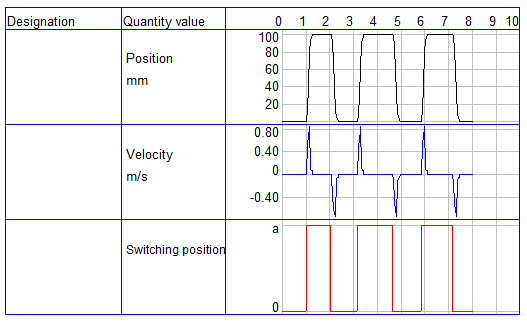 Designation Quantity value 0 1 2 3 4 5 6 7 8 9 10
Position
mm
100
80
60
40
20
Velocity
m/s
0.80
0.40
0
-0.40
Switching position
a
0